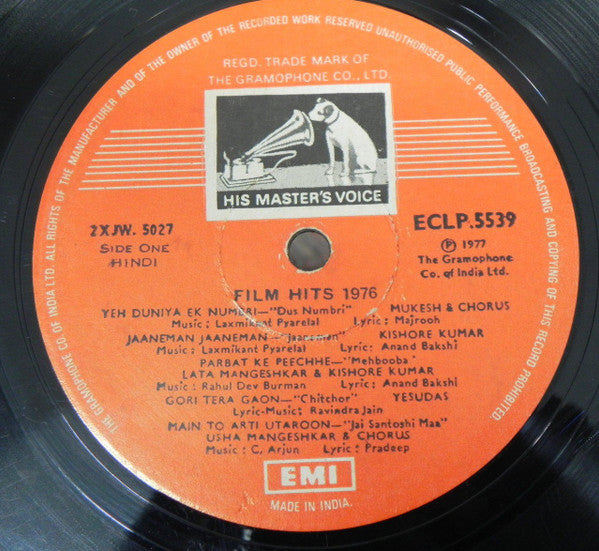 THE GRAMOPHONE CO. OF INDIA LTD. ALL RIGHTS OF THE MANUFACTURER AND OF THE OWNER OF THE RECORDED WORK RESERVED UNAUTHORISED PUBLIC PERFORMANCE BROADCASTING AND COPYING OF THIS RECORD PROHIBITED.
REGD. TRADE MARK OF
THE GRAMOPHONE CO., LTD.
HIS MASTER'S VOICE
2XJW. 5027
SIDE ONE
HINDI
ECLP.5539
Ⓟ 1977
The Gramophone
Co. of India Ltd.
FILM HITS 1976
YEH DUNIYA EK NUMBRI—"Dus Numbri" MUKESH & CHORUS
Music: Laxmikant Pyarelal Lyric: Majrooh
JAANEMAN JAANEMAN—"Jaaneman" KISHORE KUMAR
Music: Laxmikant Pyarelal Lyric: Anand Bakshi
PARBAT KE PEECHHE—"Mehbooba"
LATA MANGESHKAR & KISHORE KUMAR
Music: Rahul Dev Burman Lyric: Anand Bakshi
GORI TERA GAON—"Chitchor" YESUDAS
Lyric-Music: Ravindra Jain
MAIN TO ARTI UTAROON—"Jai Santoshi Maa"
USHA MANGESHKAR & CHORUS
Music: C. Arjun Lyric: Pradeep
EMI
MADE IN INDIA.